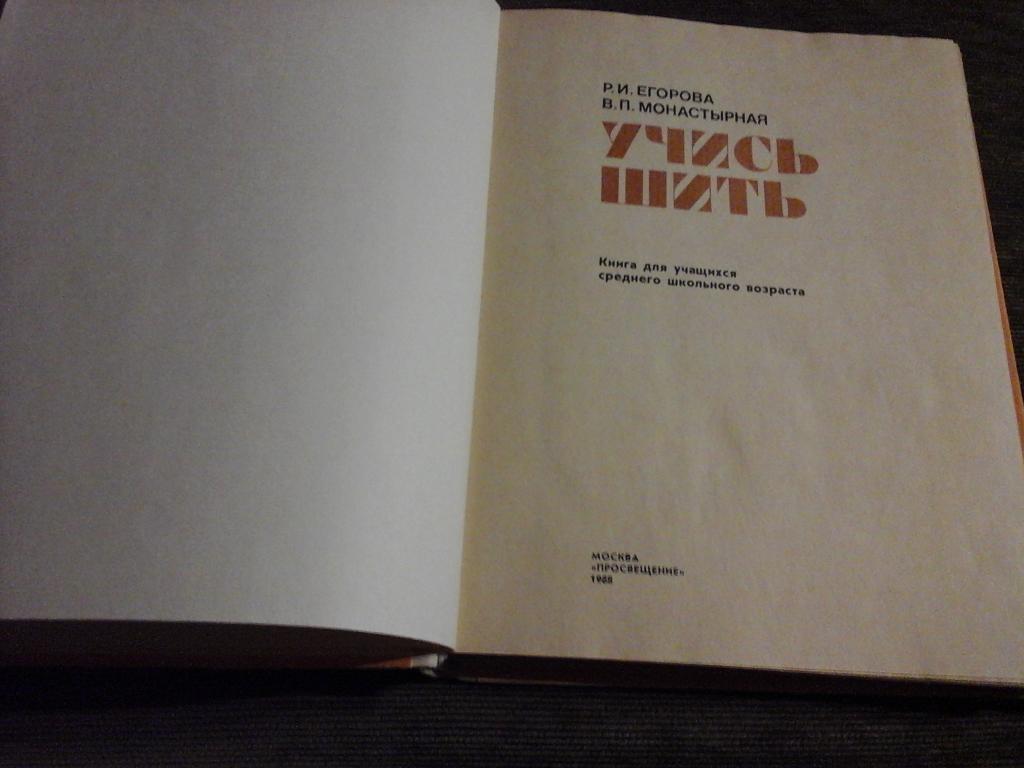 Р. И. ЕГОРОВА
В. П. МОНАСТЫРНАЯ
УЧИСЬ
ШИТЬ
Книга для учащихся
среднего школьного возраста
МОСКВА
«ПРОСВЕЩЕНИЕ»
1988